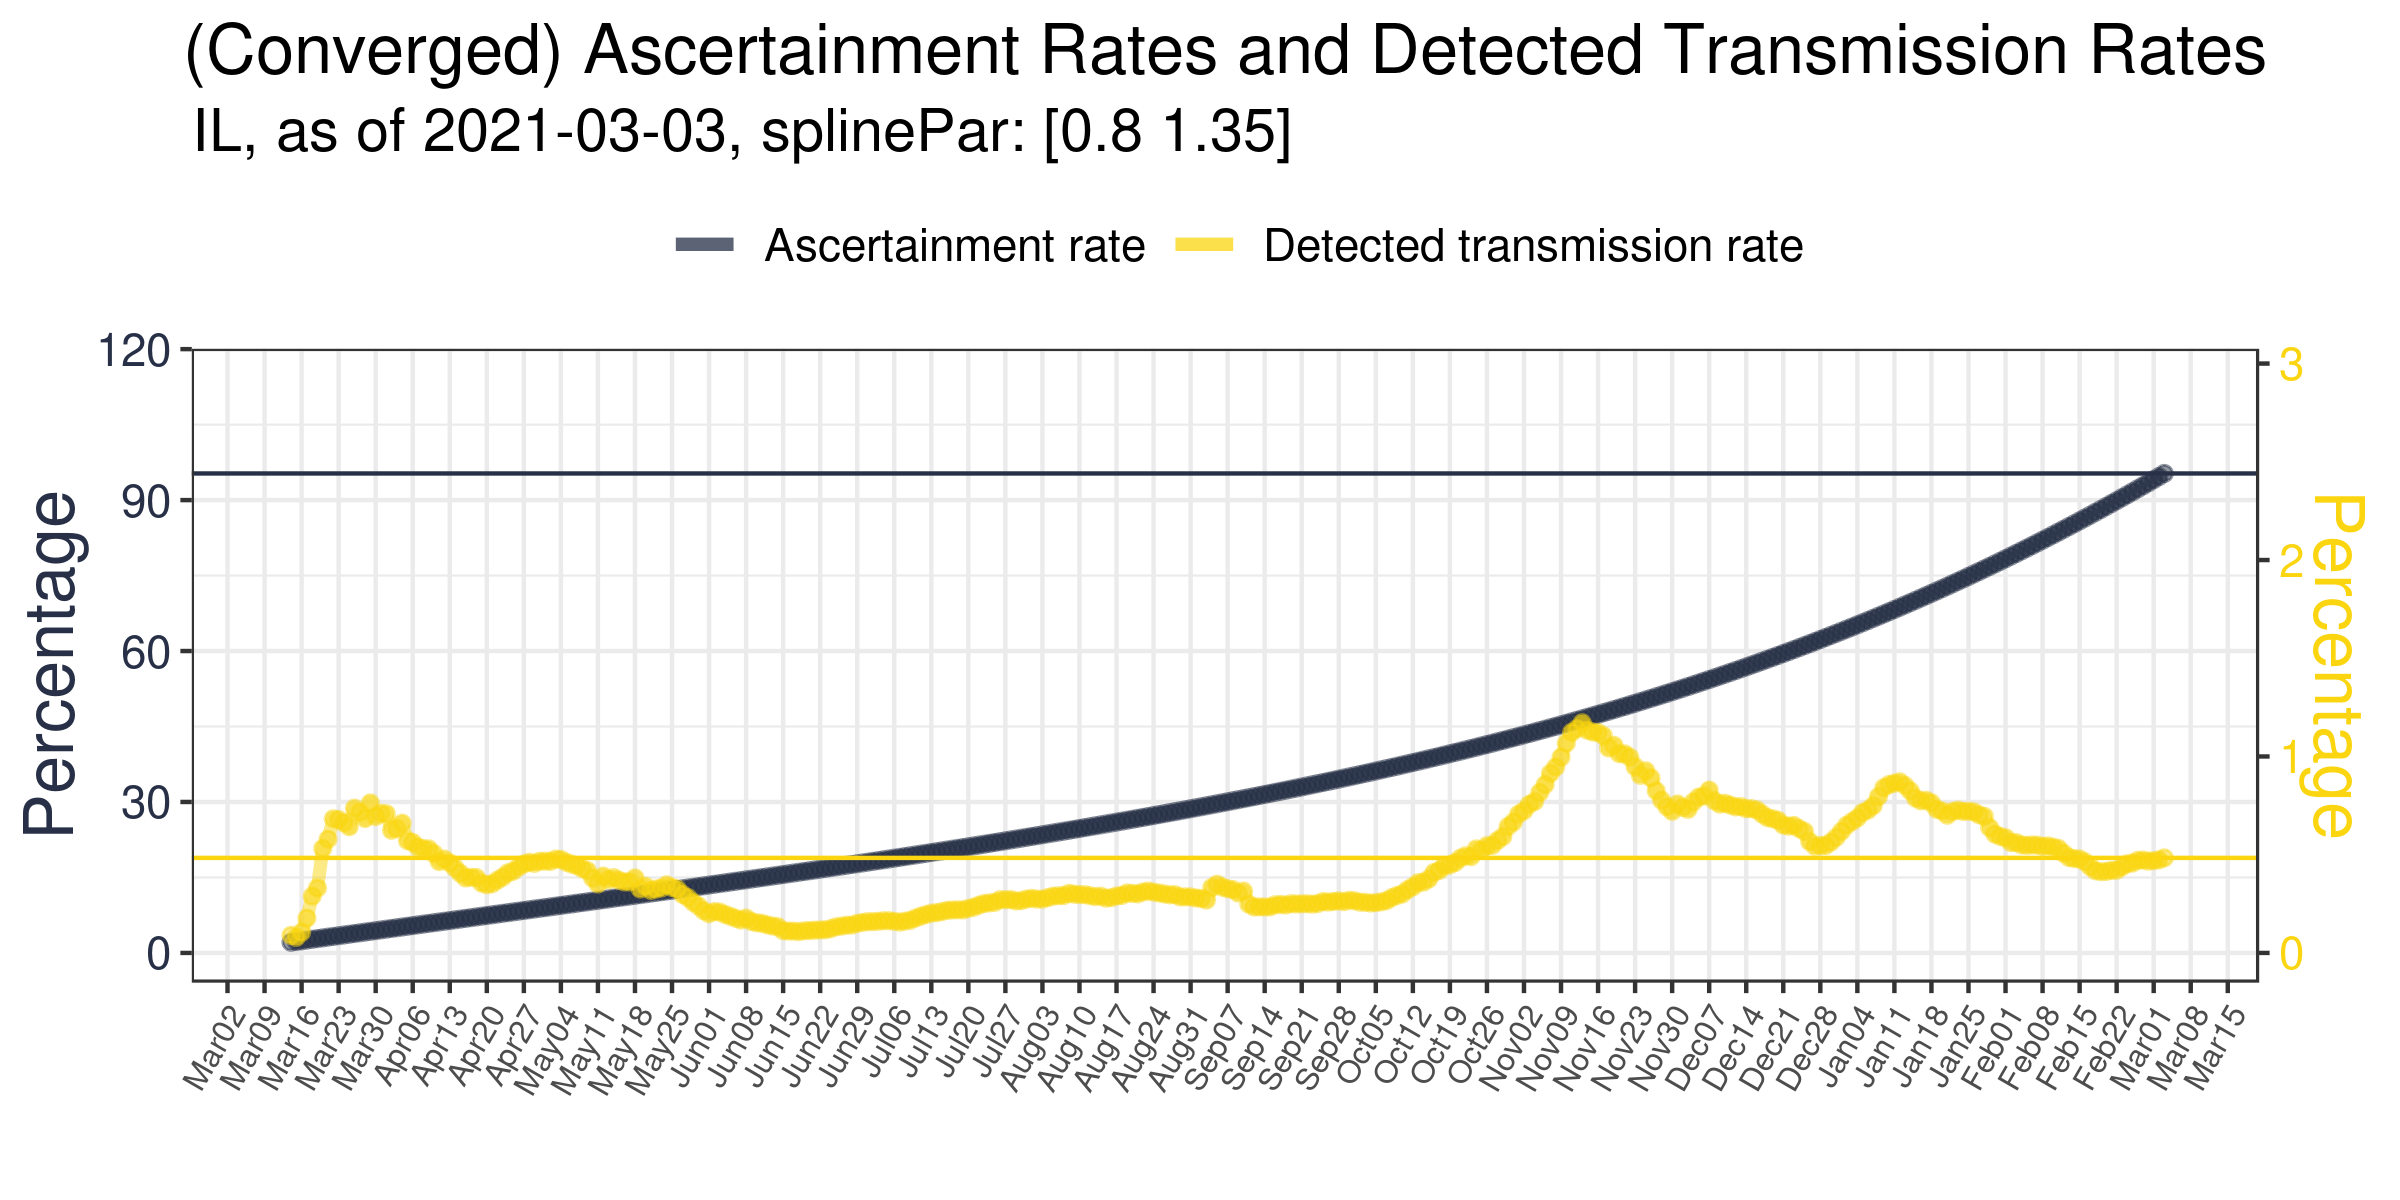 (Converged) Ascertainment Rates and Detected Transmission Rates
IL, as of 2021-03-03, splinePar: [0.8 1.35]
Ascertainment rate
Detected transmission rate
Percentage
120
90
60
30
0
3
2
1
0
Percentage
Mar02
Mar09
Mar16
Mar23
Mar30
Apr06
Apr13
Apr20
Apr27
May04
May11
May18
May25
Jun01
Jun08
Jun15
Jun22
Jun29
Jul06
Jul13
Jul20
Jul27
Aug03
Aug10
Aug17
Aug24
Aug31
Sep07
Sep14
Sep21
Sep28
Oct05
Oct12
Oct19
Oct26
Nov02
Nov09
Nov16
Nov23
Nov30
Dec07
Dec14
Dec21
Dec28
Jan04
Jan11
Jan18
Jan25
Feb01
Feb08
Feb15
Feb22
Mar01
Mar08
Mar15